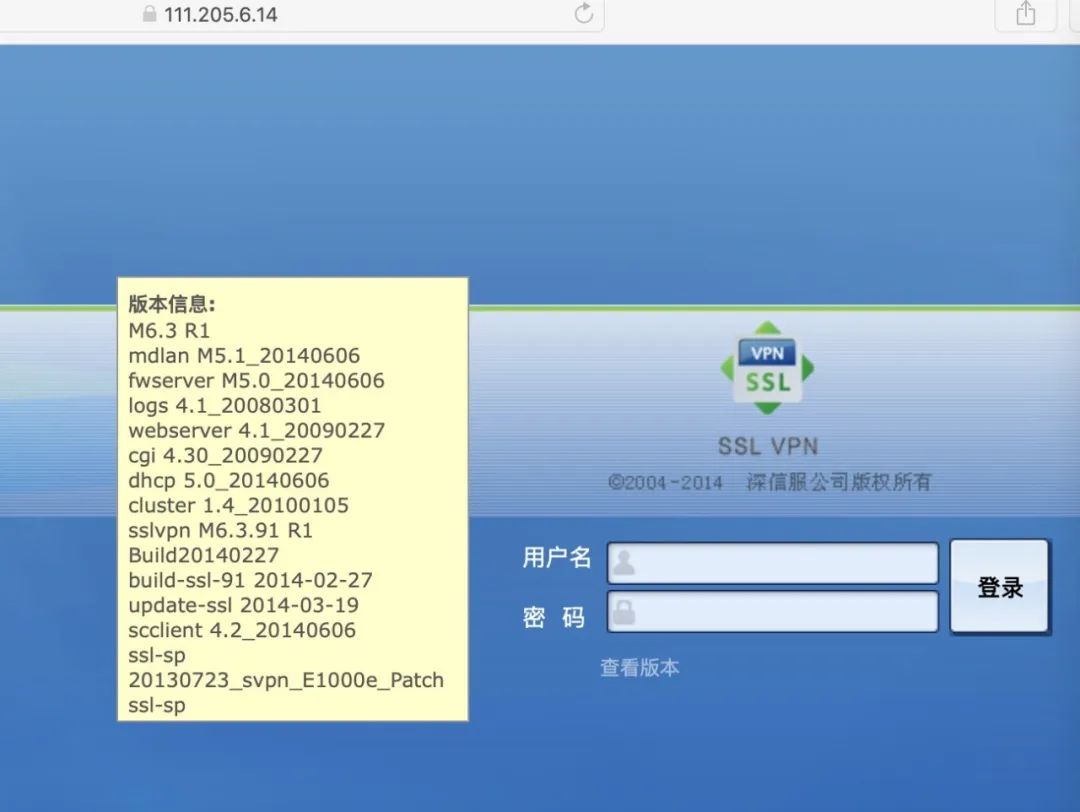 111.205.6.14
版本信息:
M6.3 R1
mdlan M5.1_20140606
fwserver M5.0_20140606
logs 4.1_20080301
webserver 4.1_20090227
cgi 4.30_20090227
dhcp 5.0_20140606
cluster 1.4_20100105
sslvpn M6.3.91 R1
Build20140227
build-ssl-91 2014-02-27
update-ssl 2014-03-19
scclient 4.2_20140606
ssl-sp
20130723_svpn_E1000e_Patch
ssl-sp
VPN
SSL
SSL VPN
©2004-2014 深信服公司版权所有
用户名
密 码
登录
查看版本